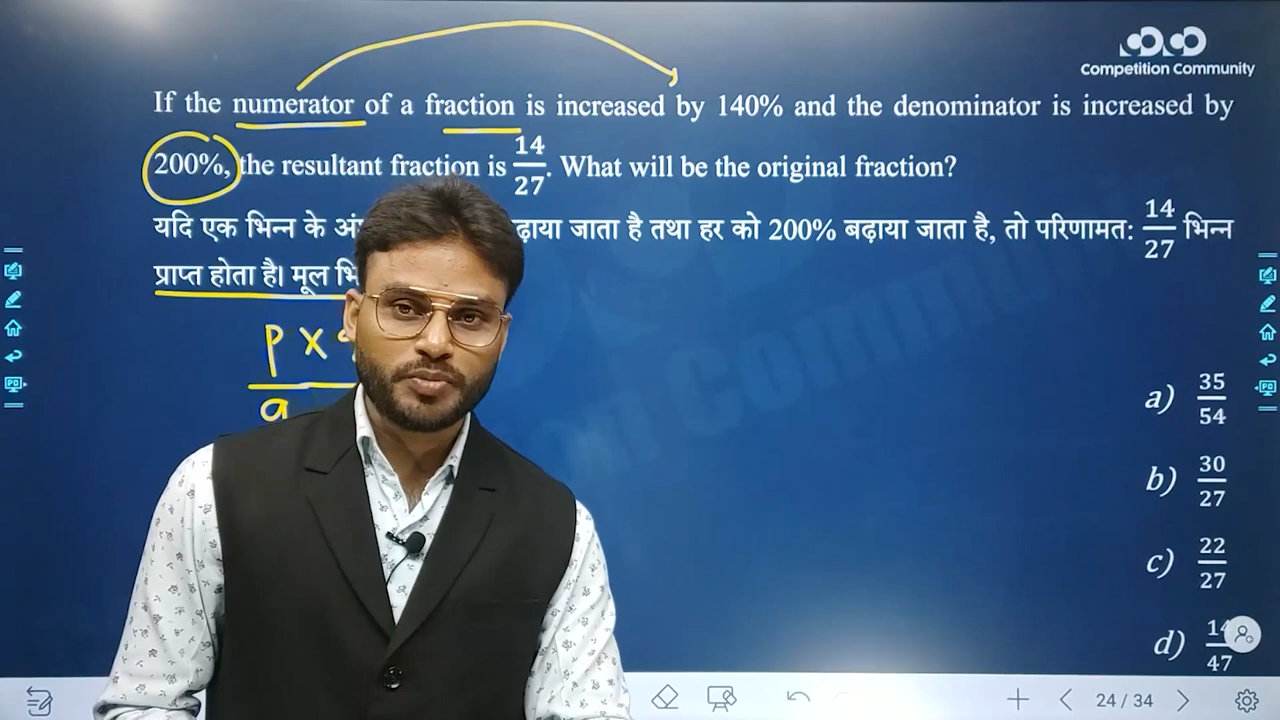 Competition Community
If the numerator of a fraction is increased by 140% and the denominator is increased by
200%, the resultant fraction is 14/27. What will be the original fraction?
यदि एक भिन्न के बढ़ाया जाता है तथा हर को 200% बढ़ाया जाता है, तो परिणामत: 14/27 भिन्न
प्राप्त होता है। मूल
p x
q
a) 35/54
b) 30/27
c) 22/27
d) /47
24 / 34